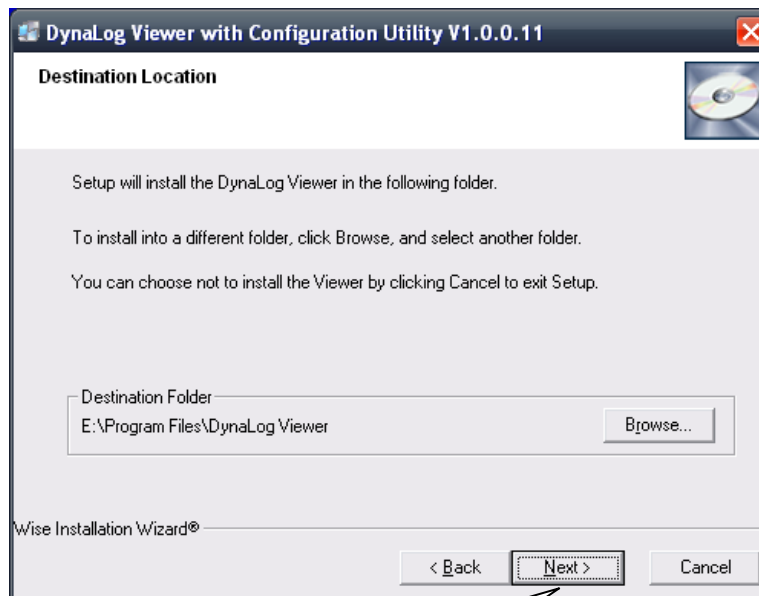 DynaLog Viewer with Configuration Utility V1.0.0.11
Destination Location
Setup will install the DynaLog Viewer in the following folder.
To install into a different folder, click Browse, and select another folder.
You can choose not to install the Viewer by clicking Cancel to exit Setup.
Destination Folder
E:\Program Files\DynaLog Viewer
Browse...
Wise Installation Wizard®
< Back
Next >
Cancel